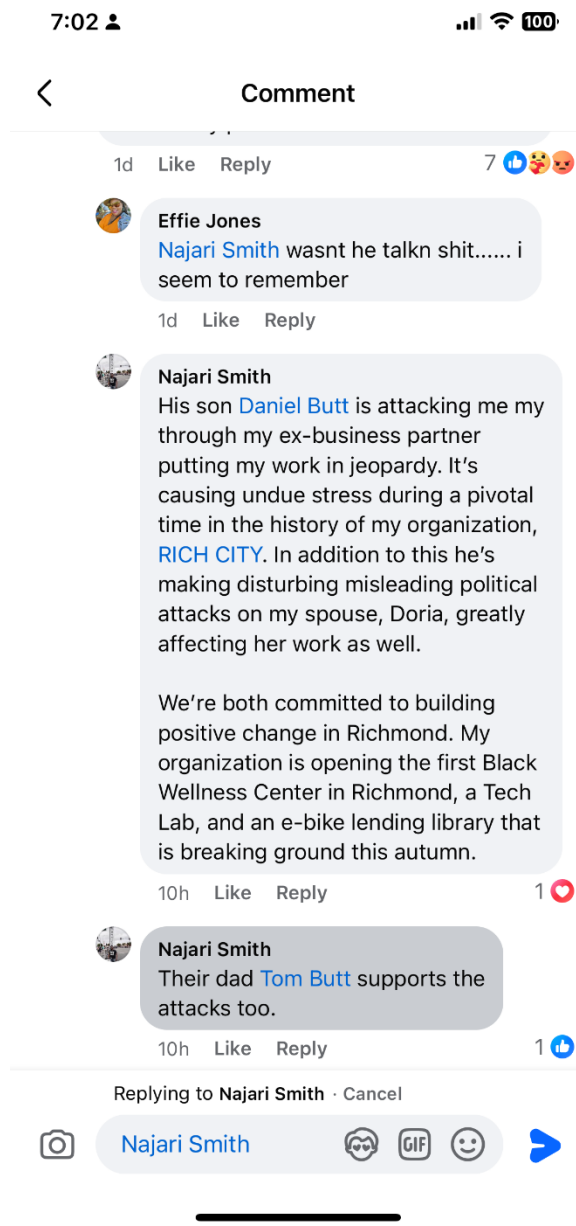 7:02
100
Comment
1d Like Reply 7
Effie Jones
Najari Smith wasnt he talkn shit...... i
seem to remember
1d Like Reply
Najari Smith
His son Daniel Butt is attacking me my
through my ex-business partner
putting my work in jeopardy. It's
causing undue stress during a pivotal
time in the history of my organization,
RICH CITY. In addition to this he's
making disturbing misleading political
attacks on my spouse, Doria, greatly
affecting her work as well.
We're both committed to building
positive change in Richmond. My
organization is opening the first Black
Wellness Center in Richmond, a Tech
Lab, and an e-bike lending library that
is breaking ground this autumn.
10h Like Reply 1
Najari Smith
Their dad Tom Butt supports the
attacks too.
10h Like Reply 1
Replying to Najari Smith · Cancel
Najari Smith
GIF